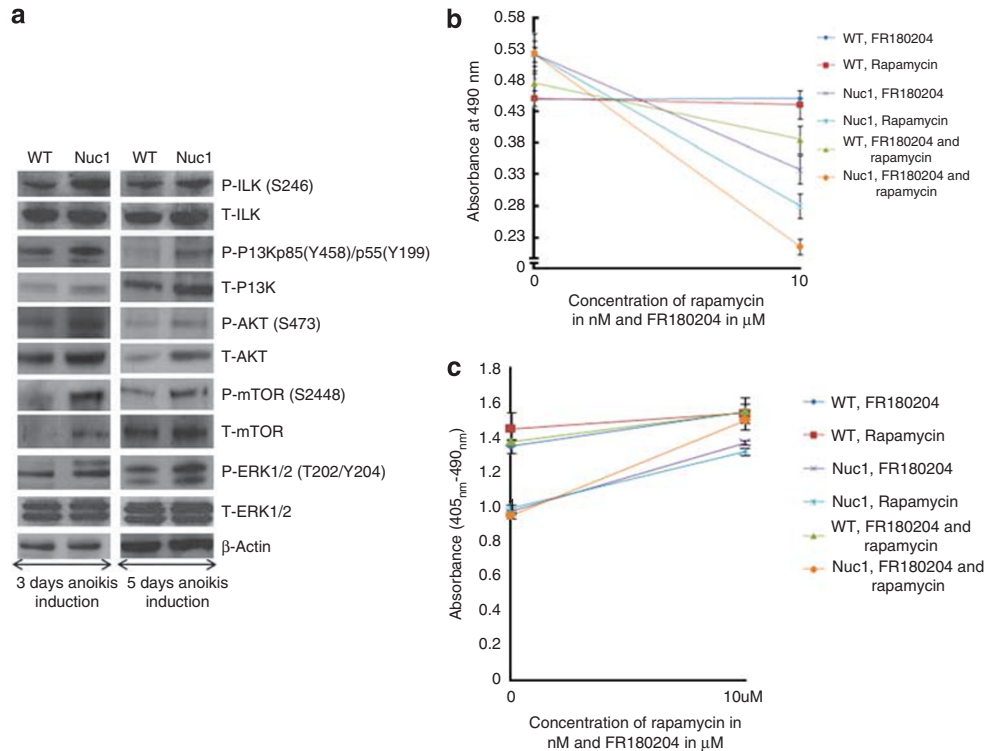 a
WT Nuc1 WT Nuc1
P-ILK (S246)
T-ILK
P-P13Kp85(Y458)/p55(Y199)
T-P13K
P-AKT (S473)
T-AKT
P-mTOR (S2448)
T-mTOR
P-ERK1/2 (T202/Y204)
T-ERK1/2
β-Actin
3 days anoikis 5 days anoikis
induction induction
b
Absorbance at 490 nm
0.58
0.53
0.48
0.43
0.38
0.33
0.28
0.23
0
0 10
Concentration of rapamycin
in nM and FR180204 in μM
WT, FR180204
WT, Rapamycin
Nuc1, FR180204
Nuc1, Rapamycin
WT, FR180204 and
rapamycin
Nuc1, FR180204 and
rapamycin
c
Absorbance (405nm-490nm)
1.8
1.6
1.4
1.2
1.0
0.8
0.6
0.4
0.2
0
0 10uM
Concentration of rapamycin in
nM and FR180204 in μM
WT, FR180204
WT, Rapamycin
Nuc1, FR180204
Nuc1, Rapamycin
WT, FR180204 and
rapamycin
Nuc1, FR180204 and
rapamycin